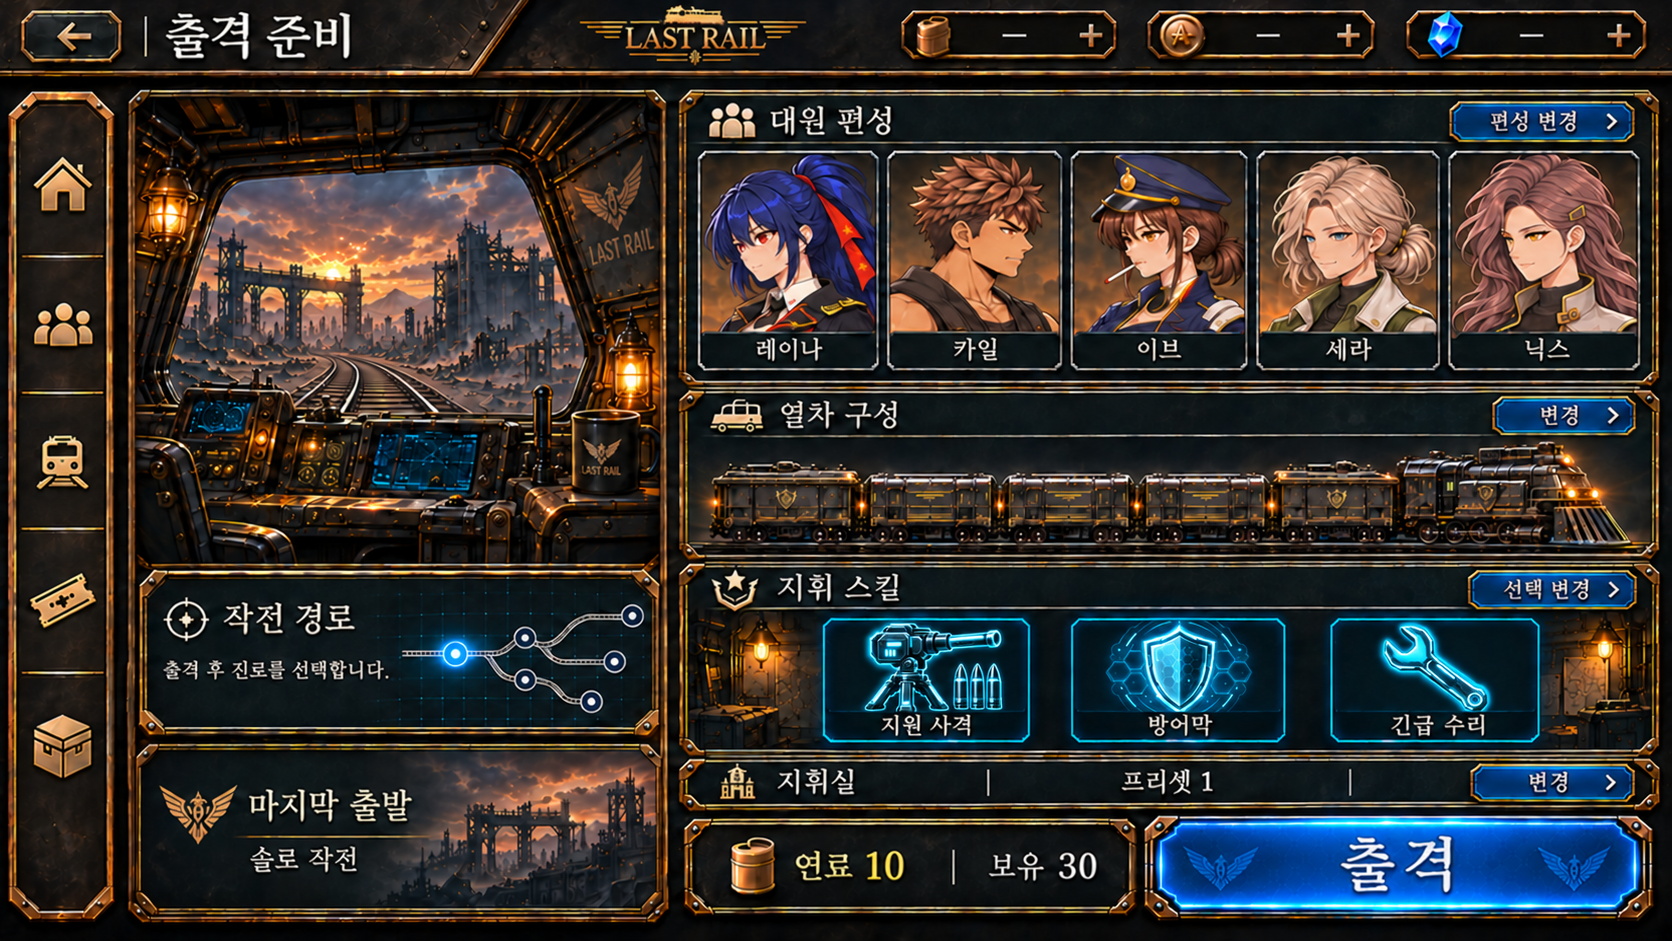 출격 준비
LAST RAIL
LAST RAIL
LAST RAIL
작전 경로
출격 후 진로를 선택합니다.
마지막 출발
솔로 작전
대원 편성
편성 변경
레이나
카일
이브
세라
닉스
열차 구성
변경
지휘 스킬
선택 변경
지원 사격
방어막
긴급 수리
지휘실 | 프리셋 1 |
변경
연료 10 | 보유 30
출격